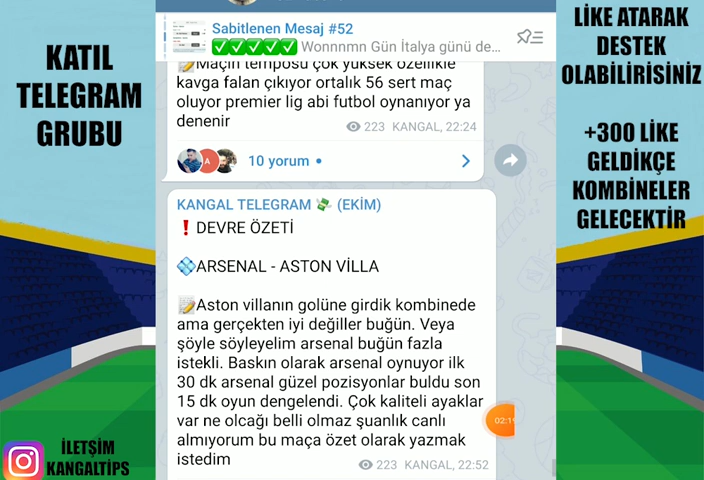 KATIL
TELEGRAM
GRUBU
Sabitlenen Mesaj #52
✅✅✅✅✅ Wonnnmn Gün İtalya günü de...
📝Maçın temposu çok yüksek özellikle
kavga falan çıkıyor ortalık 56 sert maç
oluyor premier lig abi futbol oynanıyor ya
denenir
223 KANGAL, 22:24
A
10 yorum
KANGAL TELEGRAM 💸 (EKİM)
❗DEVRE ÖZETİ
💠ARSENAL - ASTON VİLLA
📝Aston villanın golüne girdik kombinede
ama gerçekten iyi değiller buğün. Veya
şöyle söyleyelim arsenal buğün fazla
istekli. Baskın olarak arsenal oynuyor ilk
30 dk arsenal güzel pozisyonlar buldu son
15 dk oyun dengelendi. Çok kaliteli ayaklar
var ne olcağı belli olmaz şuanlık canlı
almıyorum bu maça özet olarak yazmak
istedim
223 KANGAL, 22:52
LİKE ATARAK
DESTEK
OLABİLİRİSİNİZ
+300 LİKE
GELDİKÇE
KOMBİNELER
GELECEKTİR
İLETŞİM
KANGALTİPS